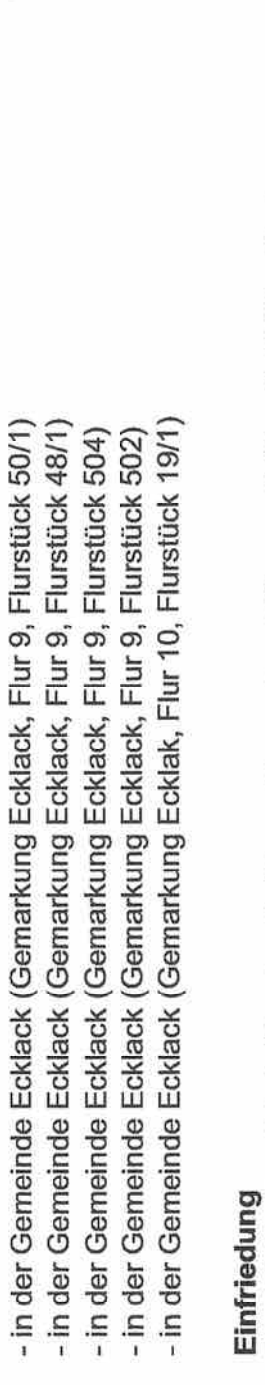 - in der Gemeinde Ecklack (Gemarkung Ecklack, Flur 9, Flurstück 50/1)
- in der Gemeinde Ecklack (Gemarkung Ecklack, Flur 9, Flurstück 48/1)
- in der Gemeinde Ecklack (Gemarkung Ecklack, Flur 9, Flurstück 504)
- in der Gemeinde Ecklack (Gemarkung Ecklack, Flur 9, Flurstück 502)
- in der Gemeinde Ecklack (Gemarkung Ecklak, Flur 10, Flurstück 19/1)
Einfriedung